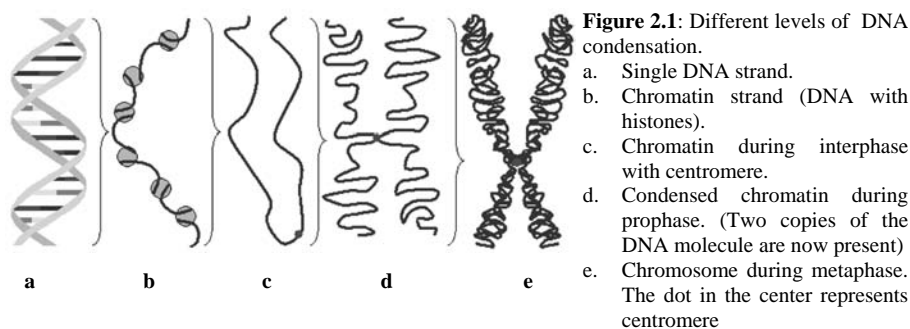 Figure 2.1: Different levels of DNA
condensation.
a. Single DNA strand.
b. Chromatin strand (DNA with
histones).
c. Chromatin during interphase
with centromere.
d. Condensed chromatin during
prophase. (Two copies of the
DNA molecule are now present)
e. Chromosome during metaphase.
The dot in the center represents
centromere
a b c d e